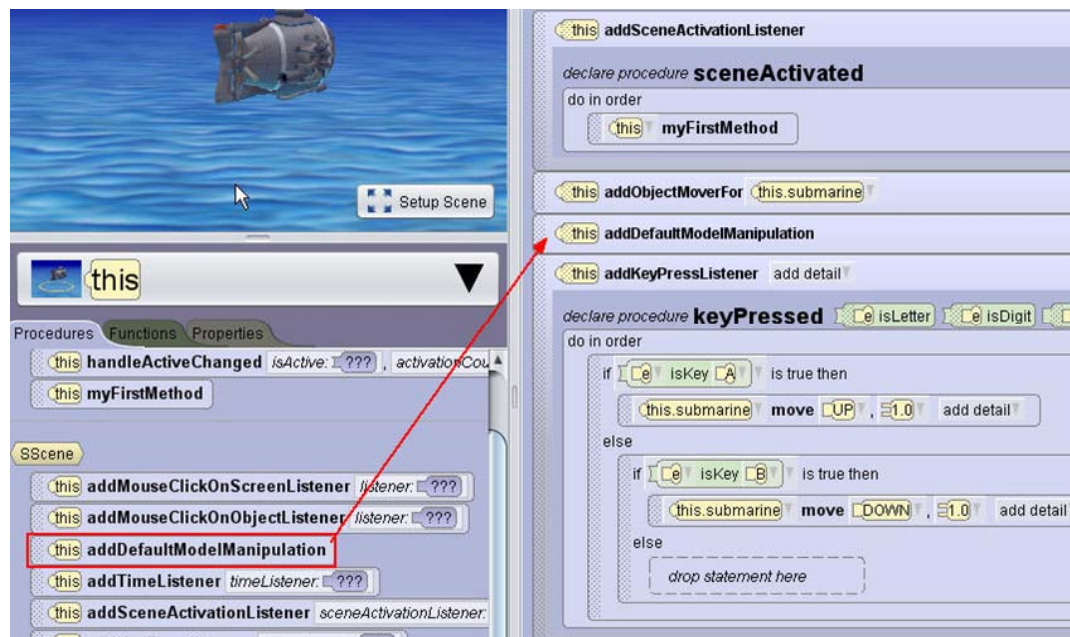 Setup Scene
this
Procedures Functions Properties
this handleActiveChanged isActive: ??? , activationCou
this myFirstMethod
SScene
this addMouseClickOnScreenListener listener: ???
this addMouseClickOnObjectListener listener: ???
this addDefaultModelManipulation
this addTimeListener timeListener: ???
this addSceneActivationListener sceneActivationListener:
this addSceneActivationListener
declare procedure sceneActivated
do in order
this myFirstMethod
this addObjectMoverFor this.submarine
this addDefaultModelManipulation
this addKeyPressListener add detail
declare procedure keyPressed e isLetter e isDigit
do in order
if e isKey A is true then
this.submarine move UP , 1.0 add detail
else
if e isKey B is true then
this.submarine move DOWN , 1.0 add detail
else
drop statement here